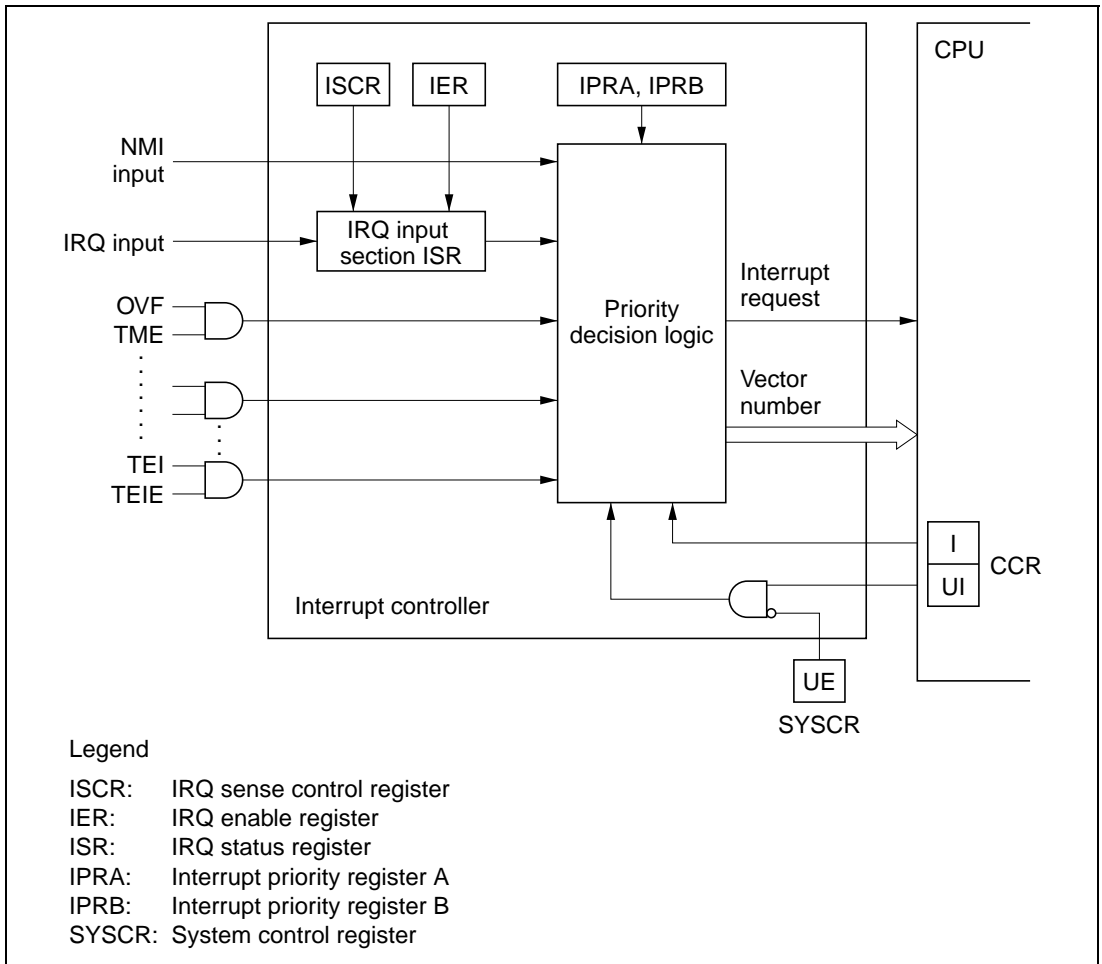 CPU
ISCR
IER
IPRA, IPRB
NMI
input
IRQ input
IRQ input
section ISR
OVF
TME
TEI
TEIE
Priority
decision logic
Interrupt
request
Vector
number
I
UI
CCR
Interrupt controller
UE
SYSCR
Legend
ISCR: IRQ sense control register
IER: IRQ enable register
ISR: IRQ status register
IPRA: Interrupt priority register A
IPRB: Interrupt priority register B
SYSCR: System control register